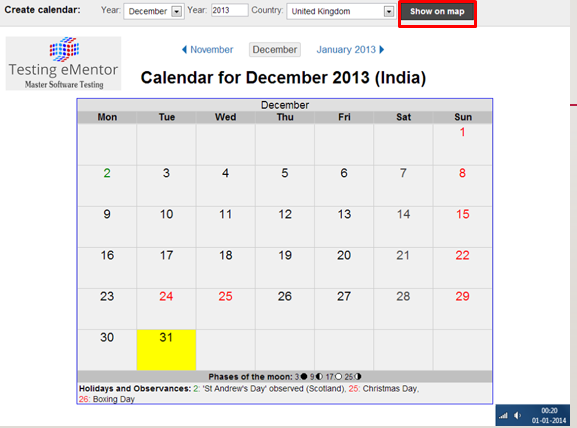 Create calendar: Year: December Year: 2013 Country: United Kingdom Show on map
Testing eMentor
Master Software Testing
November December January 2013
Calendar for December 2013 (India)
December
Mon Tue Wed Thu Fri Sat Sun
1
2 3 4 5 6 7 8
9 10 11 12 13 14 15
16 17 18 19 20 21 22
23 24 25 26 27 28 29
30 31
Phases of the moon: 3 9 17 25
Holidays and Observances: 2: 'St Andrew's Day' observed (Scotland), 25: Christmas Day,
26: Boxing Day
00:20
01-01-2014